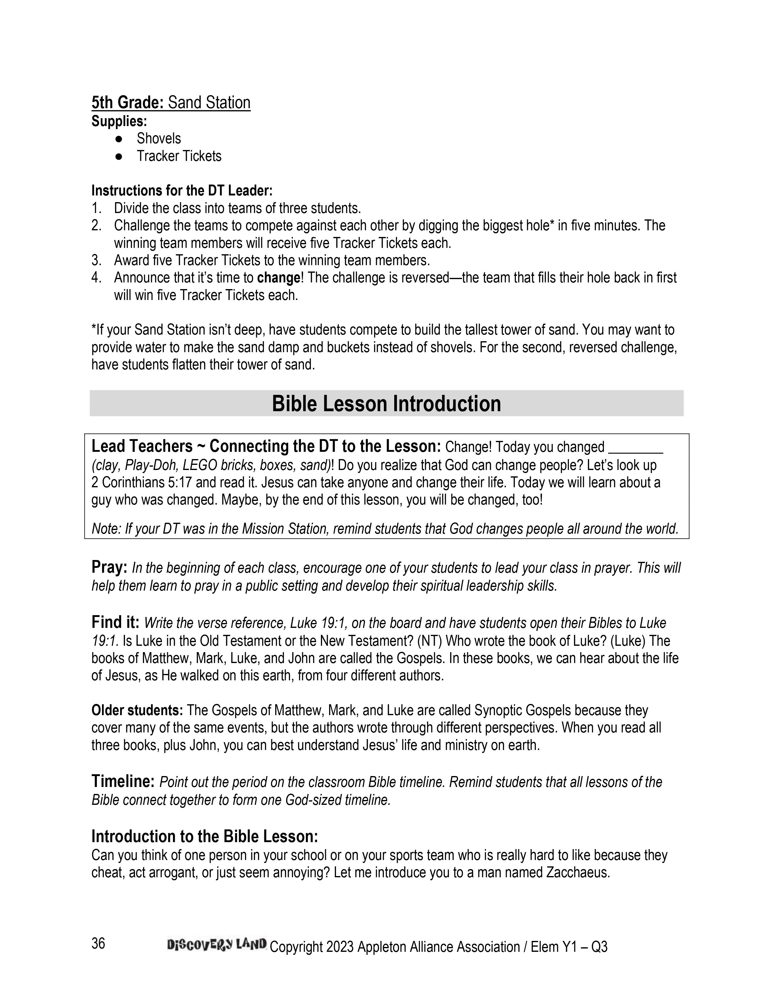 5th Grade: Sand Station
Supplies:
● Shovels
● Tracker Tickets
Instructions for the DT Leader:
1. Divide the class into teams of three students.
2. Challenge the teams to compete against each other by digging the biggest hole* in five minutes. The
winning team members will receive five Tracker Tickets each.
3. Award five Tracker Tickets to the winning team members.
4. Announce that it’s time to change! The challenge is reversed—the team that fills their hole back in first
will win five Tracker Tickets each.
*If your Sand Station isn’t deep, have students compete to build the tallest tower of sand. You may want to
provide water to make the sand damp and buckets instead of shovels. For the second, reversed challenge,
have students flatten their tower of sand.
Bible Lesson Introduction
Lead Teachers ~ Connecting the DT to the Lesson: Change! Today you changed ________
(clay, Play-Doh, LEGO bricks, boxes, sand)! Do you realize that God can change people? Let’s look up
2 Corinthians 5:17 and read it. Jesus can take anyone and change their life. Today we will learn about a
guy who was changed. Maybe, by the end of this lesson, you will be changed, too!
Note: If your DT was in the Mission Station, remind students that God changes people all around the world.
Pray: In the beginning of each class, encourage one of your students to lead your class in prayer. This will
help them learn to pray in a public setting and develop their spiritual leadership skills.
Find it: Write the verse reference, Luke 19:1, on the board and have students open their Bibles to Luke
19:1. Is Luke in the Old Testament or the New Testament? (NT) Who wrote the book of Luke? (Luke) The
books of Matthew, Mark, Luke, and John are called the Gospels. In these books, we can hear about the life
of Jesus, as He walked on this earth, from four different authors.
Older students: The Gospels of Matthew, Mark, and Luke are called Synoptic Gospels because they
cover many of the same events, but the authors wrote through different perspectives. When you read all
three books, plus John, you can best understand Jesus’ life and ministry on earth.
Timeline: Point out the period on the classroom Bible timeline. Remind students that all lessons of the
Bible connect together to form one God-sized timeline.
Introduction to the Bible Lesson:
Can you think of one person in your school or on your sports team who is really hard to like because they
cheat, act arrogant, or just seem annoying? Let me introduce you to a man named Zacchaeus.
36 DiSCOVERY LAND Copyright 2023 Appleton Alliance Association / Elem Y1 – Q3